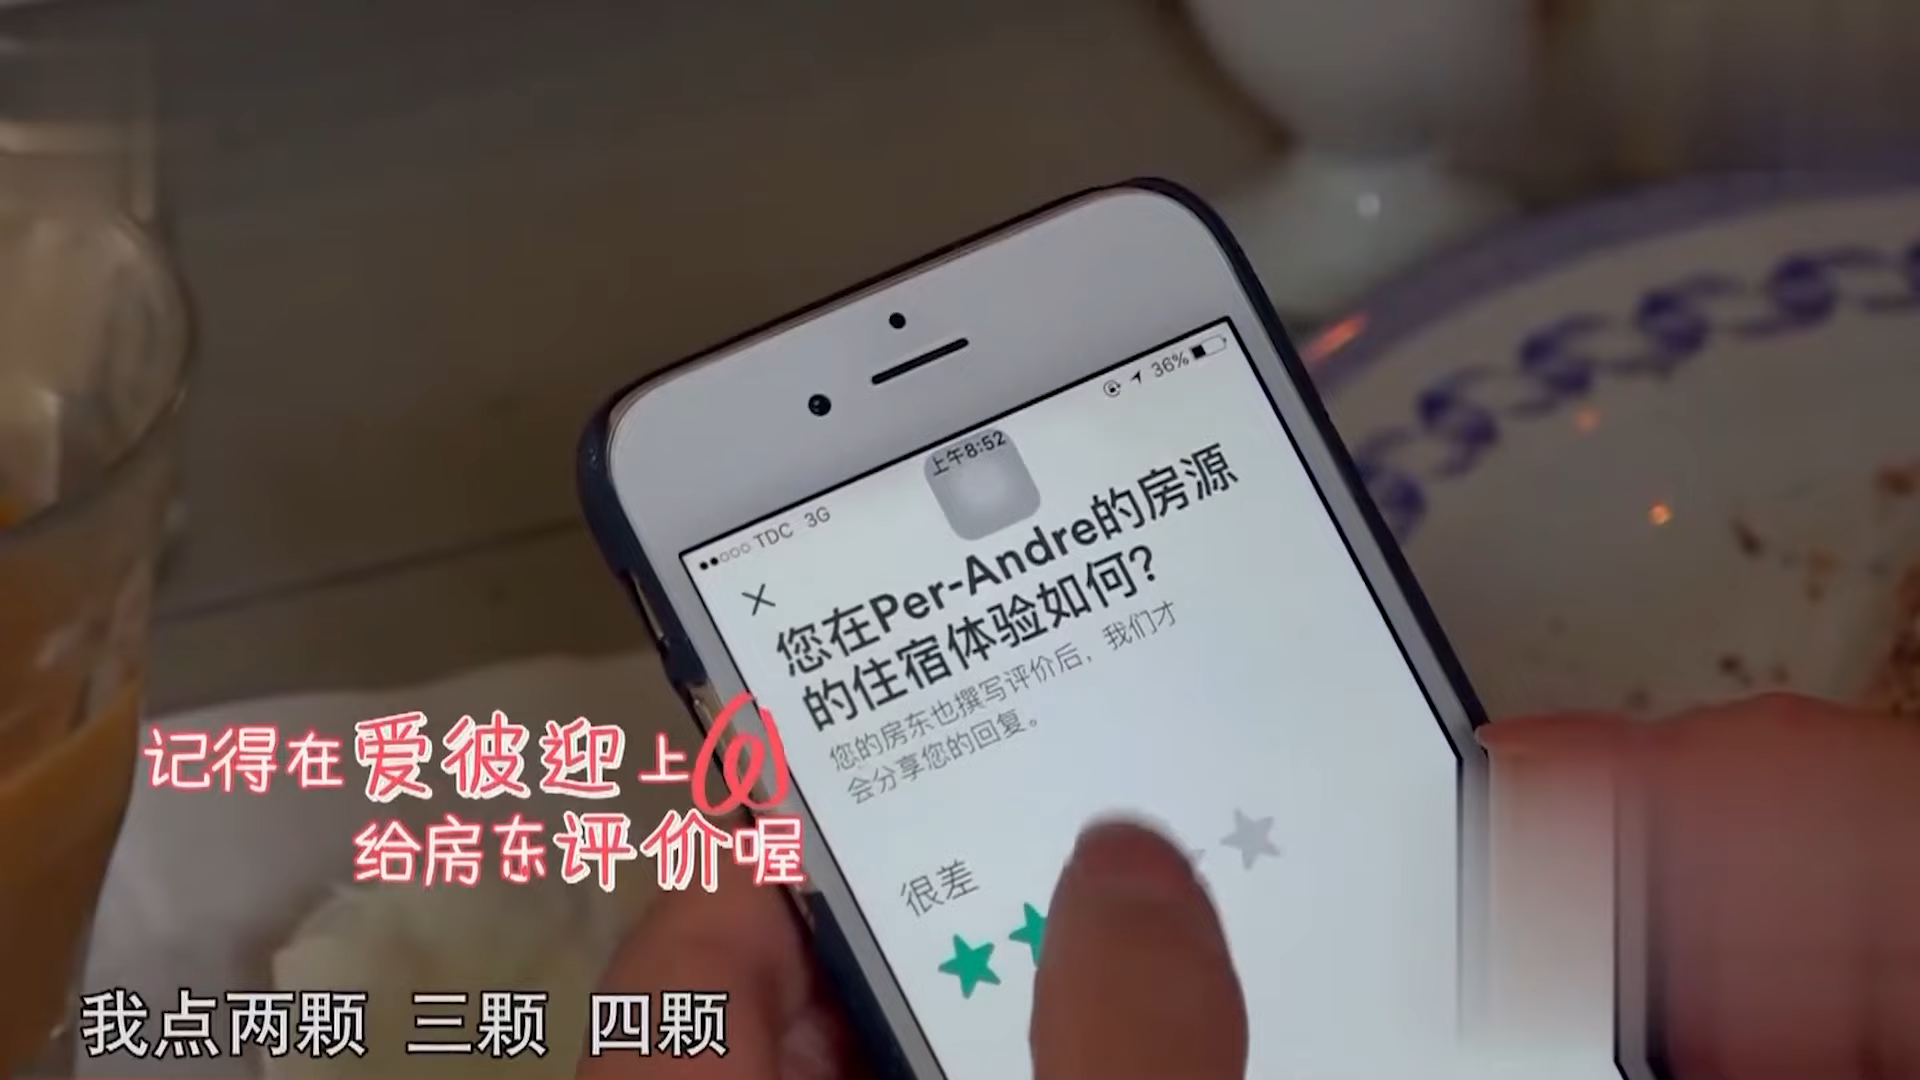 ●●○○○ TDC 3G
上午8:52
36%
您在Per-Andre的房源
的住宿体验如何?
您的房东也撰写评价后，我们才
会分享您的回复。
很差
记得在爱彼迎上
给房东评价喔
我点两颗 三颗 四颗